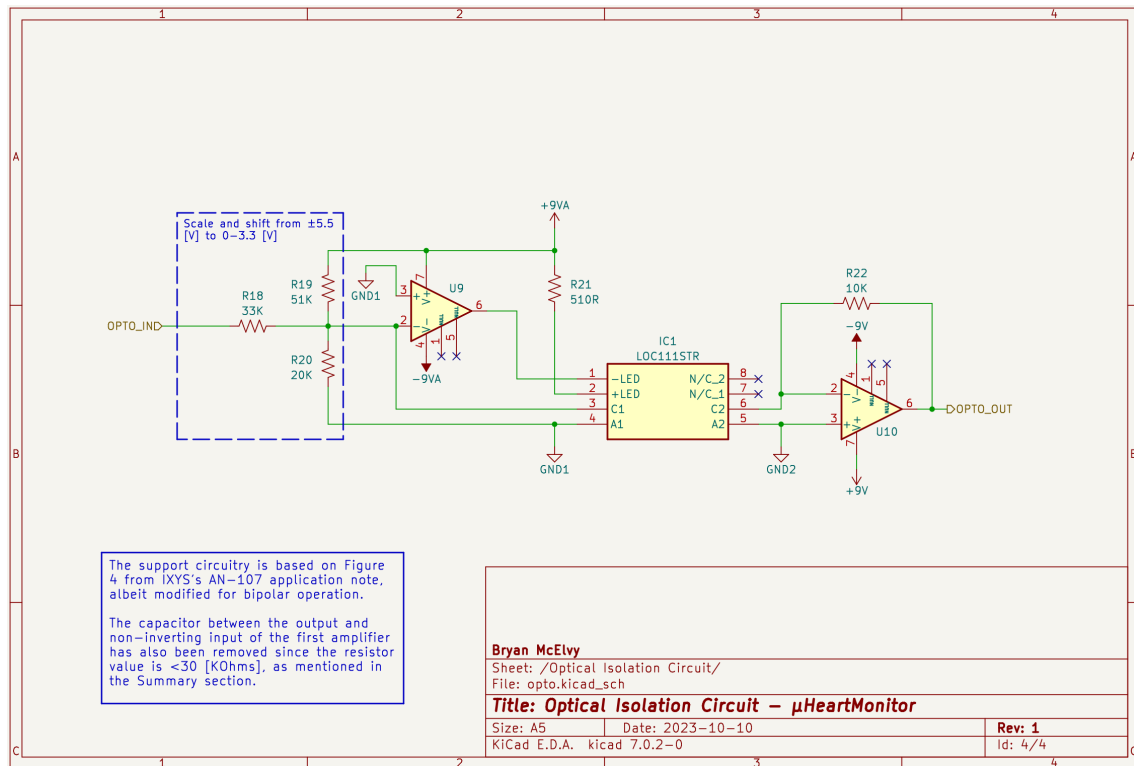 1 2 3 4
A
B
C
A
C
Scale and shift from ±5.5
[V] to 0-3.3 [V]
OPTO_IN
R18
33K
R19
51K
R20
20K
GND1
3
2
+
-
V+
V-
7
4
1
5
6
U9
-9VA
+9VA
R21
510R
GND1
IC1
LOC111STR
1 -LED
2 +LED
3 C1
4 A1
N/C_2 8
N/C_1 7
C2 6
A2 5
GND2
R22
10K
-9V
4
1
5
2
3
-
+
V-
V+
7
6
U10
+9V
OPTO_OUT
The support circuitry is based on Figure
4 from IXYS's AN-107 application note,
albeit modified for bipolar operation.
The capacitor between the output and
non-inverting input of the first amplifier
has also been removed since the resistor
value is <30 [KOhms], as mentioned in
the Summary section.
Bryan McElvy
Sheet: /Optical Isolation Circuit/
File: opto.kicad_sch
Title: Optical Isolation Circuit - µHeartMonitor
Size: A5 Date: 2023-10-10 Rev: 1
KiCad E.D.A. kicad 7.0.2-0 Id: 4/4
1 2 3 4